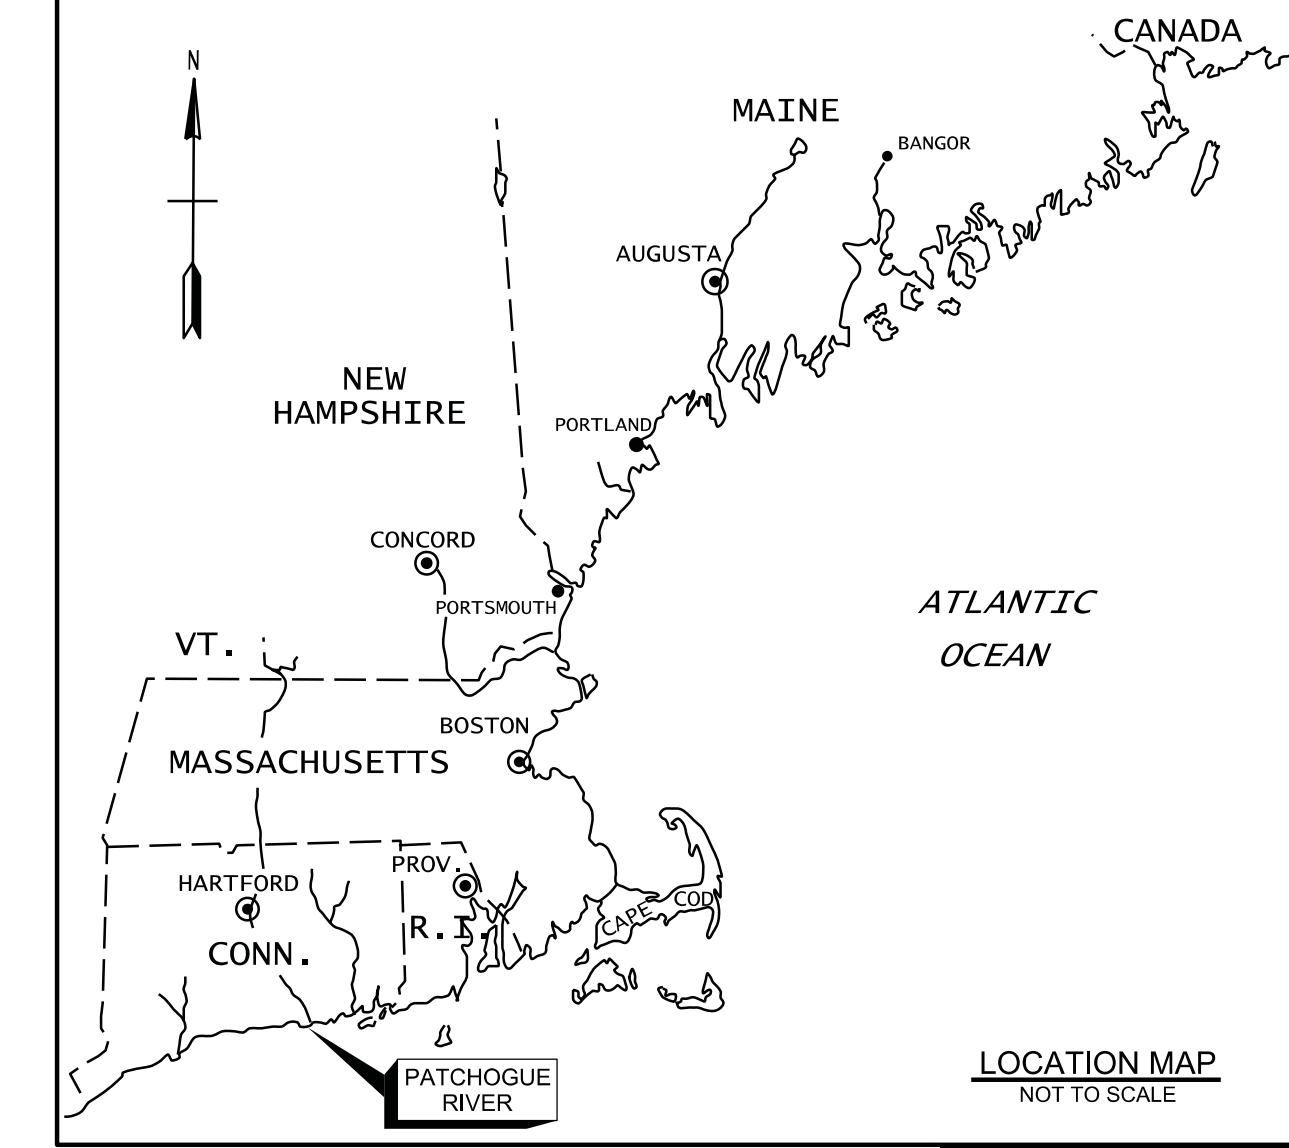 CANADA
N
MAINE
BANGOR
AUGUSTA
NEW
HAMPSHIRE
PORTLAND
CONCORD
PORTSMOUTH
ATLANTIC
OCEAN
VT.
BOSTON
MASSACHUSETTS
PROV.
HARTFORD
CAPE COD
R.I.
CONN.
PATCHOGUE
RIVER
LOCATION MAP
NOT TO SCALE